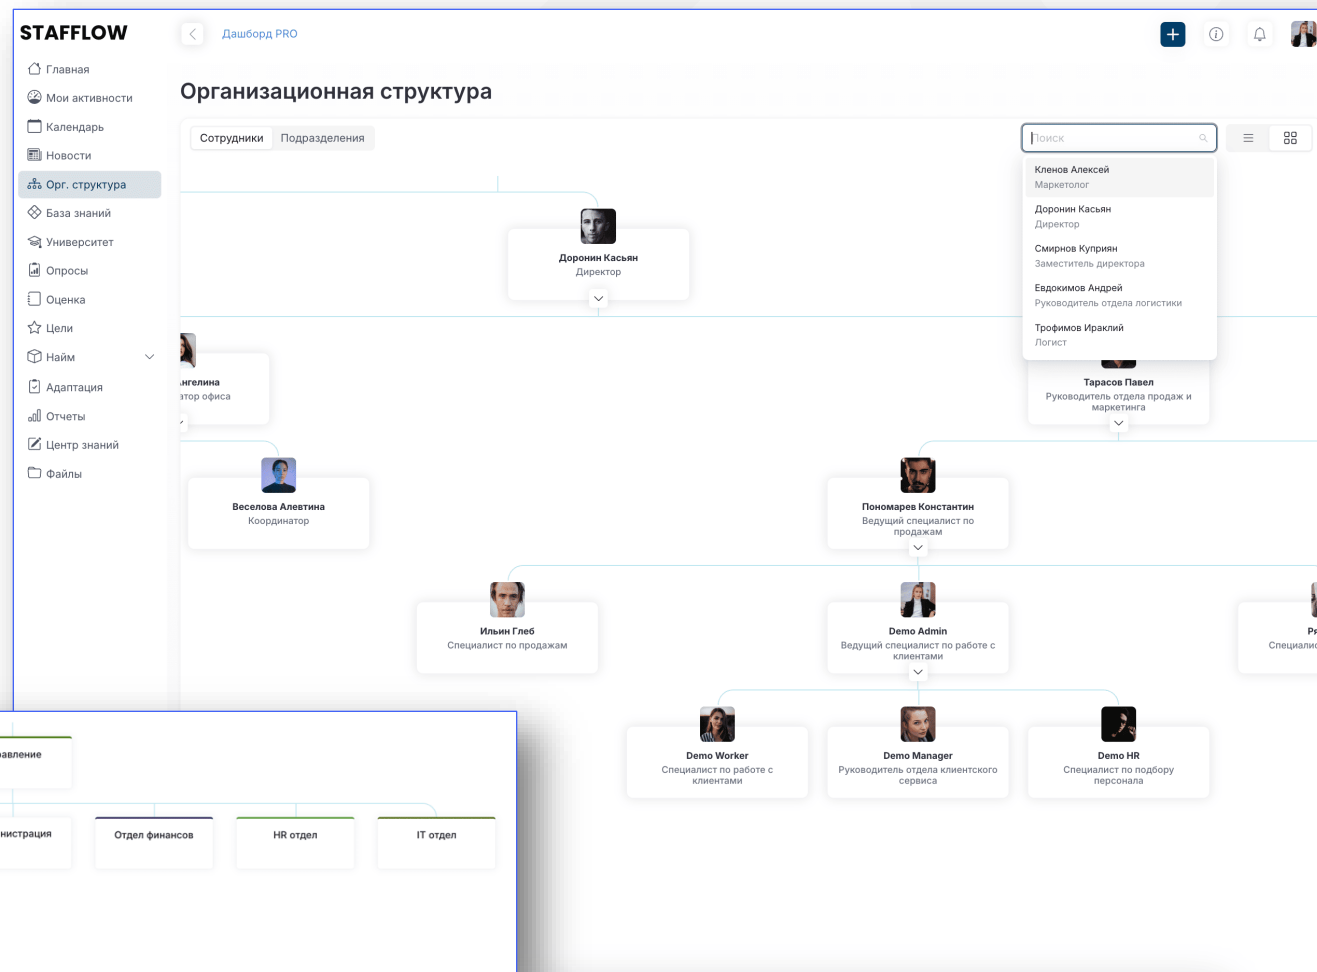 STAFFLOW
Дашборд PRO
Главная
Мои активности
Календарь
Новости
Орг. структура
База знаний
Университет
Опросы
Оценка
Цели
Найм
Адаптация
Отчеты
Центр знаний
Файлы
Организационная структура
Сотрудники Подразделения
Поиск
Кленов Алексей
Маркетолог
Доронин Касьян
Директор
Смирнов Куприян
Заместитель директора
Евдокимов Андрей
Руководитель отдела логистики
Трофимов Ираклий
Логист
Доронин Касьян
Директор
офиса
Тарасов Павел
Руководитель отдела продаж и
маркетинга
Веселова Алевтина
Координатор
Пономарев Константин
Ведущий специалист по
продажам
Ильин Глеб
Специалист по продажам
Demo Admin
Ведущий специалист по работе с
клиентами
Demo Worker
Специалист по работе с
клиентами
Demo Manager
Руководитель отдела клиентского
сервиса
Demo HR
Специалист по подбору
персонала
Отдел финансов
HR отдел
IT отдел